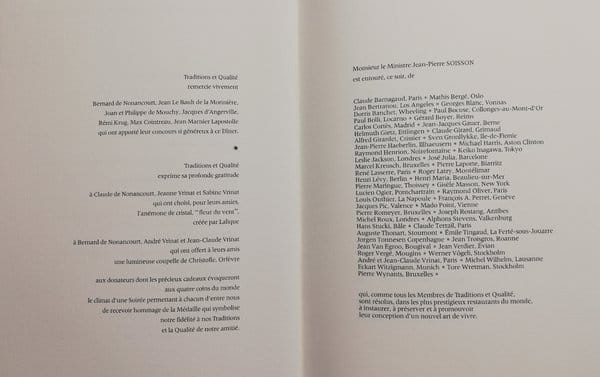 Traditions et Qualité
remercie vivement
Bernard de Nonancourt, Jean Le Bault de la Morinière,
Joan et Philippe de Mouchy, Jacques d'Angerville,
Rémi Krug, Max Cointreau, Jean Marnier Lapostolle
qui ont apporté leur concours si généreux à ce Dîner.
*
Traditions et Qualité
exprime sa profonde gratitude
à Claude de Nonancourt, Jeanne Vrinat et Sabine Vrinat
qui ont choisi, pour leurs amies,
l'anémone de cristal, "fleur du vent",
créée par Lalique
à Bernard de Nonancourt, André Vrinat et Jean-Claude Vrinat
qui ont offert à leurs amis
une lumineuse coupelle de Christofle, Orfèvre
aux donateurs dont les précieux cadeaux évoqueront
aux quatre coins du monde
le climat d'une Soirée permettant à chacun d'entre nous
de recevoir hommage de la Médaille qui symbolise
notre fidélité à nos Traditions
et la Qualité de notre amitié.
Monsieur le Ministre Jean-Pierre SOISSON
est entouré, ce soir, de
Claude Barnagaud, Paris * Mathis Bergé, Oslo
Jean Bertranou, Los Angeles * Georges Blanc, Vonnas
Dorris Bancher, Wheeling * Paul Bocuse, Collonges-au-Mont-d'Or
Paul Bolli, Locarno * Gérard Boyer, Reims
Carlos Cortès, Madrid * Jean-Jacques Gauer, Berne
Helmuth Gietz, Ettlingen * Claude Girard, Grimaud
Alfred Girardet, Crissier * Sven Gronllykke, Ile-de-Fionie
Jean-Pierre Haeberlin, Illhaeusern * Michael Harris, Aston Clinton
Raymond Henrion, Noirefontaine * Keiko Inagawa, Tokyo
Leslie Jackson, Londres * José Julia, Barcelone
Marcel Kreusch, Bruxelles * Pierre Laporte, Biarritz
René Lasserre, Paris * Roger Latry, Montélimar
Henri Lévy, Berlin * Henri Maria, Beaulieu-sur-Mer
Pierre Maringue, Thoissey * Gisèle Masson, New York
Lucien Ogier, Pontchartrain * Raymond Oliver, Paris
Louis Outhier, La Napoule * François A. Perret, Genève
Jacques Pic, Valence * Mado Point, Vienne
Pierre Romeyer, Bruxelles * Joseph Rostang, Antibes
Michel Roux, Londres * Alphons Stevens, Valkenburg
Hans Stucki, Bâle * Claude Terrail, Paris
Auguste Thonart, Stoumont * Émile Tingaud, La Ferté-sous-Jouarre
Jorgen Tonnesen Copenhague * Jean Troisgros, Roanne
Jean Van Egroo, Bougival * Jean Verdier, Évian
Roger Vergé, Mougins * Werner Vögeli, Stockholm
André et Jean-Claude Vrinat, Paris * Michel Wilhelm, Lausanne
Eckart Witzigmann, Munich * Tore Wretman, Stockholm
Pierre Wynants, Bruxelles *
qui, comme tous les Membres de Traditions et Qualité,
sont résolus, dans les plus prestigieux restaurants du monde,
à instaurer, à préserver et à promouvoir
leur conception d'un nouvel art de vivre.